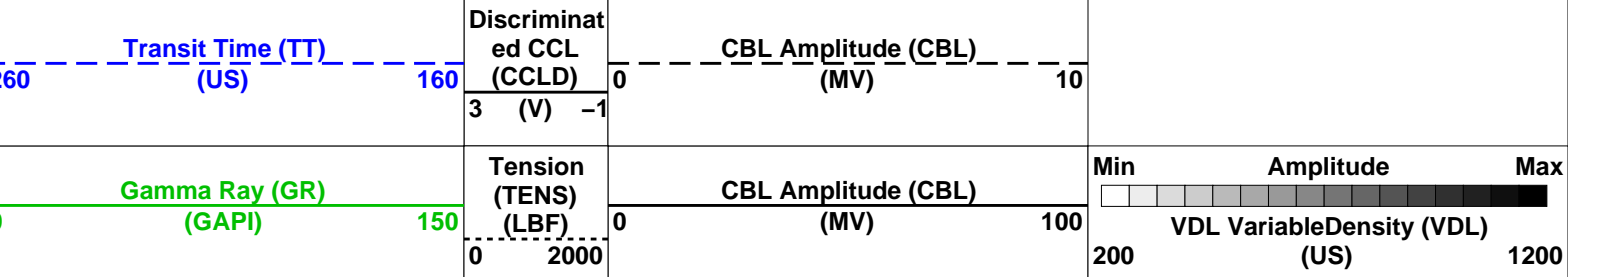 Discriminat
ed CCL
(CCLD)
3 (V) –1
Transit Time (TT)
(US) 160
CBL Amplitude (CBL)
0 (MV) 10
Gamma Ray (GR)
(GAPI) 150
Tension
(TENS)
(LBF)
0 2000
CBL Amplitude (CBL)
0 (MV) 100
Min Amplitude Max
VDL VariableDensity (VDL)
200 (US) 1200